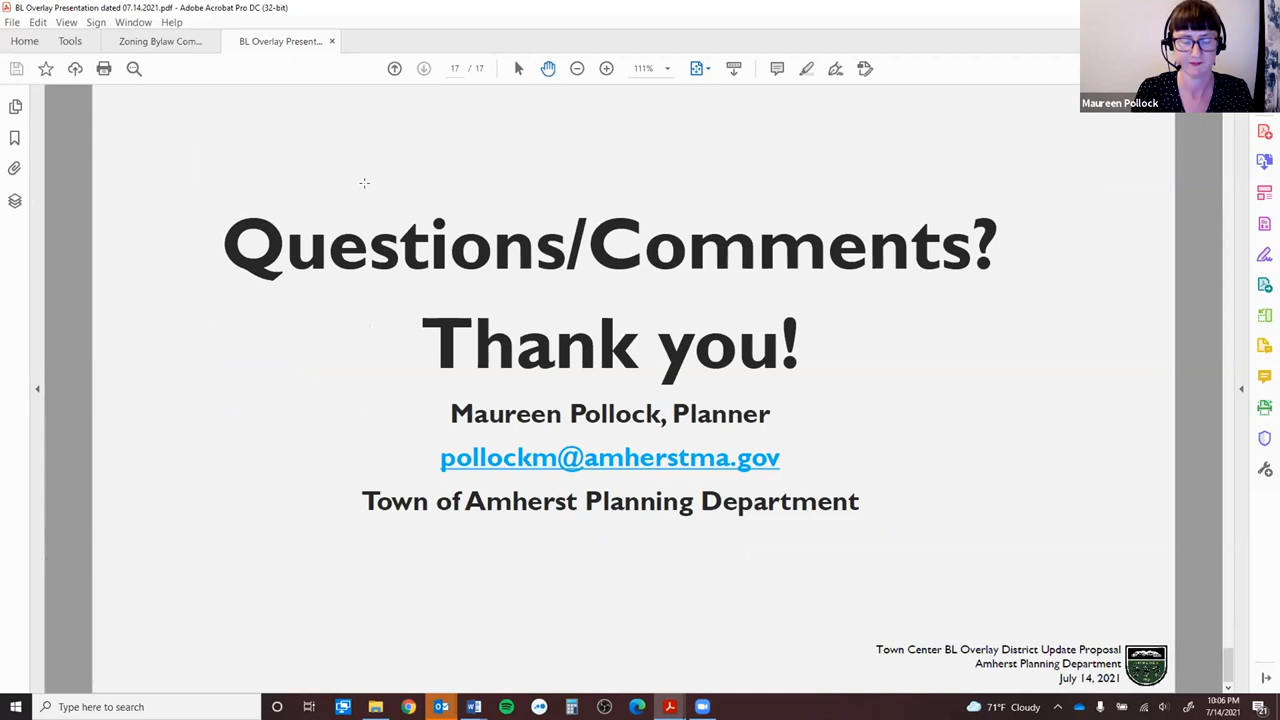 BL Overlay Presentation dated 07.14.2021.pdf - Adobe Acrobat Pro DC (32-bit)
File Edit View Sign Window Help
Home Tools Zoning Bylaw Com... BL Overlay Present... ×
17 / 17 111%
Maureen Pollock
Questions/Comments?
Thank you!
Maureen Pollock, Planner
pollockm@amherstma.gov
Town of Amherst Planning Department
Town Center BL Overlay District Update Proposal
Amherst Planning Department
July 14, 2021
Type here to search
71°F Cloudy
10:06 PM
7/14/2021
21